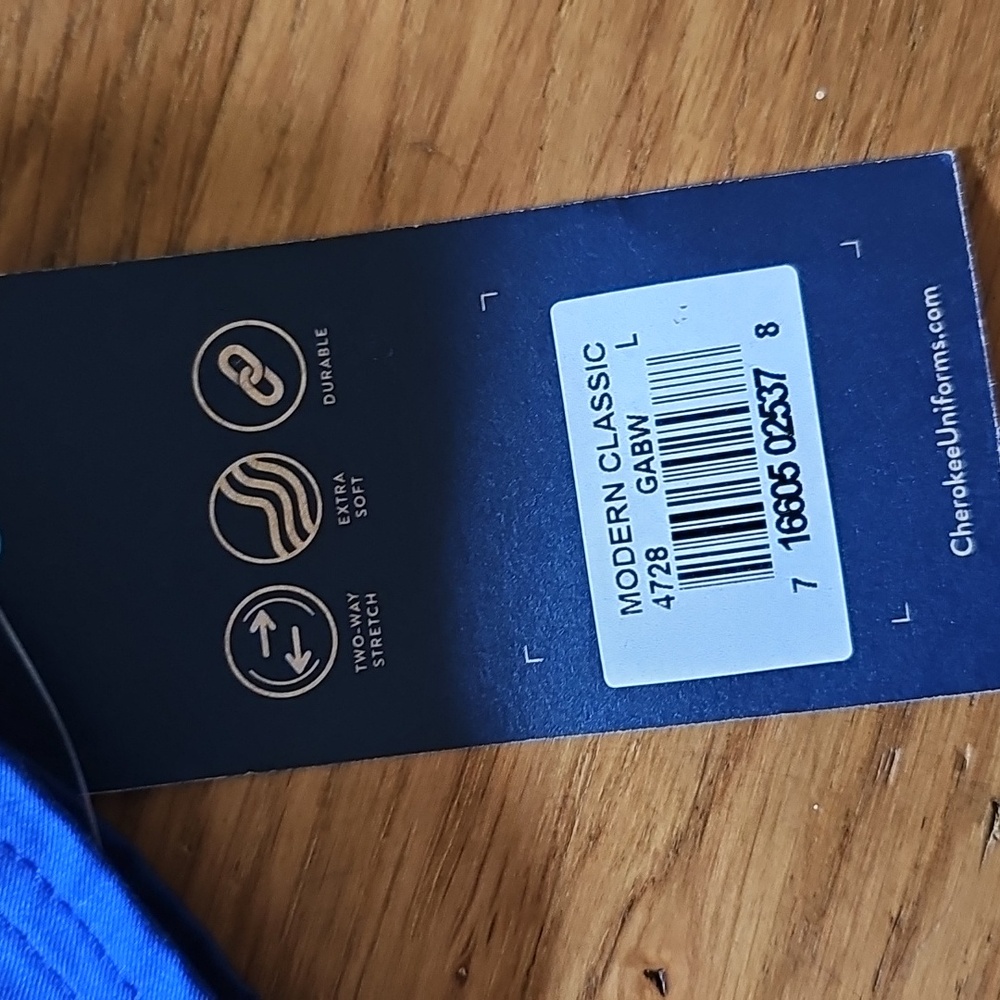 DURABLE
EXTRA
SOFT
TWO-WAY
STRETCH
MODERN CLASSIC
4728 GABW L
7 16605 02537 8
CherokeeUniforms.com